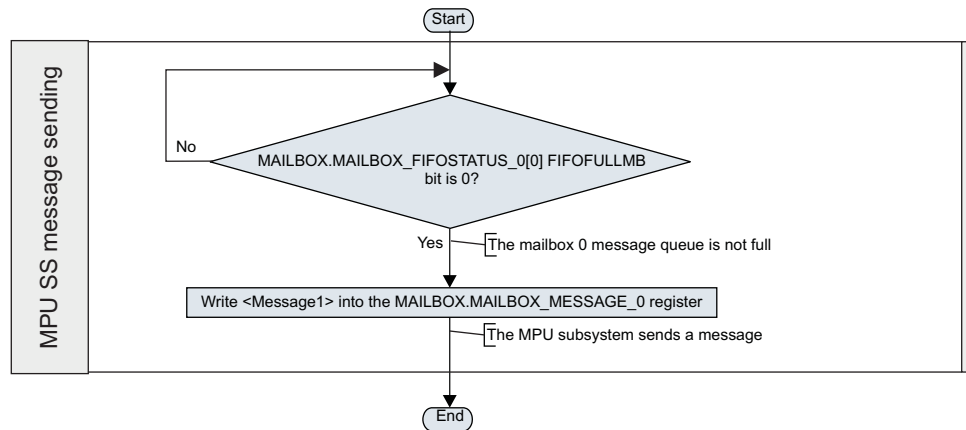 Start
MPU SS message sending
No
MAILBOX.MAILBOX_FIFOSTATUS_0[0] FIFOFULLMB
bit is 0?
Yes
The mailbox 0 message queue is not full
Write <Message1> into the MAILBOX.MAILBOX_MESSAGE_0 register
The MPU subsystem sends a message
End